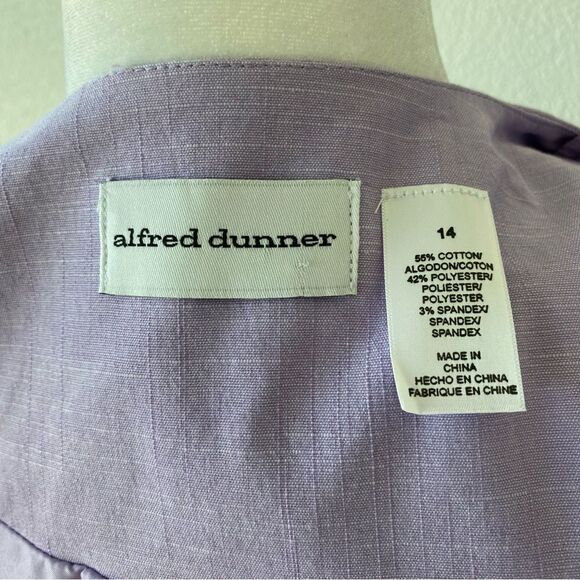 alfred dunner
14
55% COTTON/
ALGODON/COTON
42% POLYESTER/
POLIESTER/
POLYESTER
3% SPANDEX/
SPANDEX/
SPANDEX
MADE IN
CHINA
HECHO EN CHINA
FABRIQUE EN CHINE